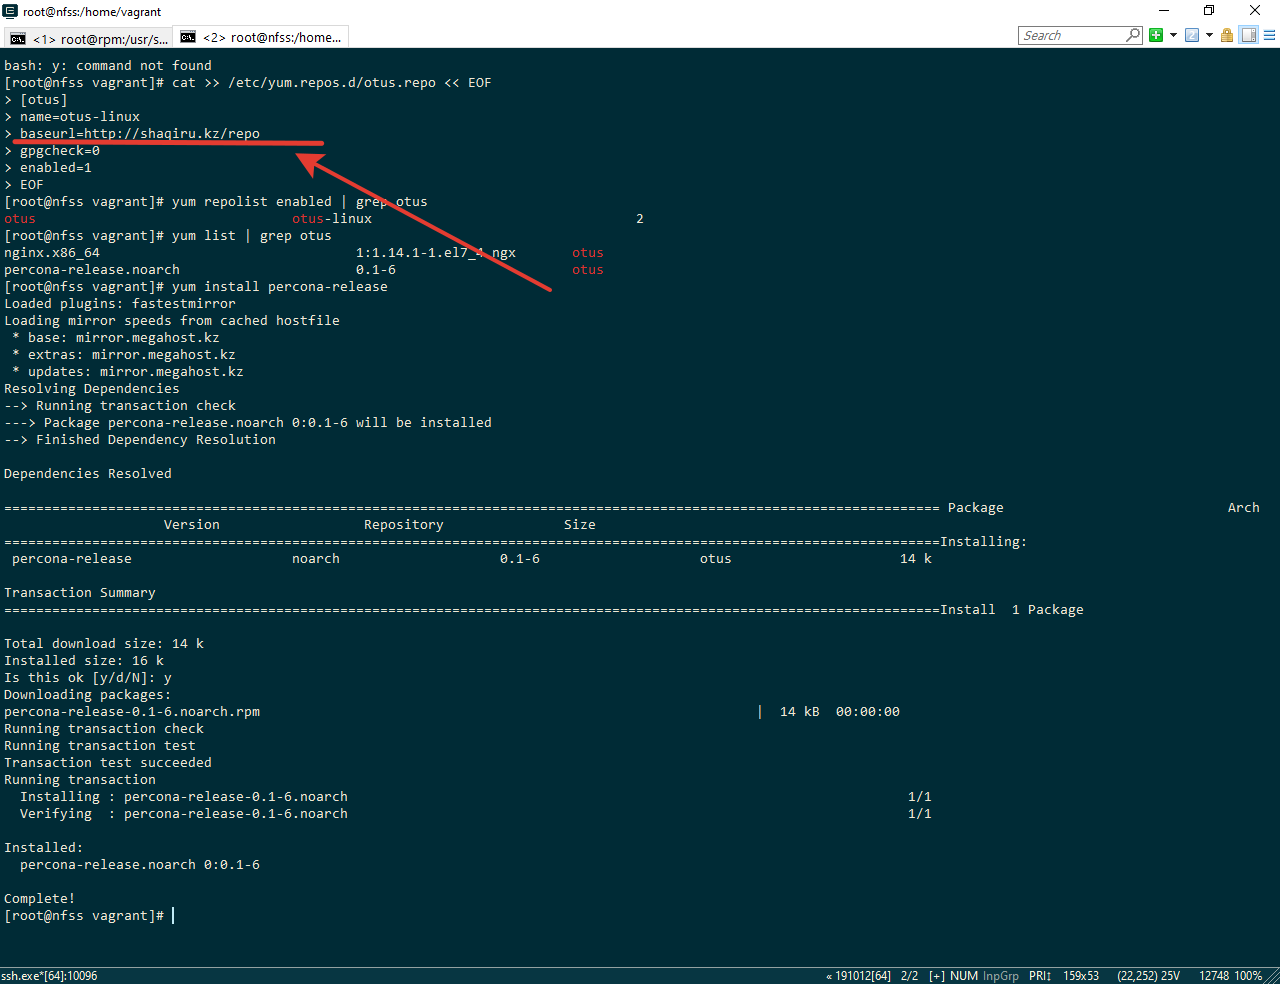 root@nfss:/home/vagrant
<1> root@rpm:/usr/s... <2> root@nfss:/home... Search
bash: y: command not found
[root@nfss vagrant]# cat >> /etc/yum.repos.d/otus.repo << EOF
> [otus]
> name=otus-linux
> baseurl=http://shaqiru.kz/repo
> gpgcheck=0
> enabled=1
> EOF
[root@nfss vagrant]# yum repolist enabled | grep otus
otus otus-linux 2
[root@nfss vagrant]# yum list | grep otus
nginx.x86_64 1:1.14.1-1.el7_4.ngx otus
percona-release.noarch 0.1-6 otus
[root@nfss vagrant]# yum install percona-release
Loaded plugins: fastestmirror
Loading mirror speeds from cached hostfile
* base: mirror.megahost.kz
* extras: mirror.megahost.kz
* updates: mirror.megahost.kz
Resolving Dependencies
--> Running transaction check
---> Package percona-release.noarch 0:0.1-6 will be installed
--> Finished Dependency Resolution
Dependencies Resolved
===================================================================================================================== Package Arch
Version Repository Size
=====================================================================================================================Installing:
percona-release noarch 0.1-6 otus 14 k
Transaction Summary
=====================================================================================================================Install 1 Package
Total download size: 14 k
Installed size: 16 k
Is this ok [y/d/N]: y
Downloading packages:
percona-release-0.1-6.noarch.rpm | 14 kB 00:00:00
Running transaction check
Running transaction test
Transaction test succeeded
Running transaction
Installing : percona-release-0.1-6.noarch 1/1
Verifying : percona-release-0.1-6.noarch 1/1
Installed:
percona-release.noarch 0:0.1-6
Complete!
[root@nfss vagrant]#
ssh.exe*[64]:10096 « 191012[64] 2/2 [+] NUM InpGrp PRI↕ 159x53 (22,252) 25V 12748 100%